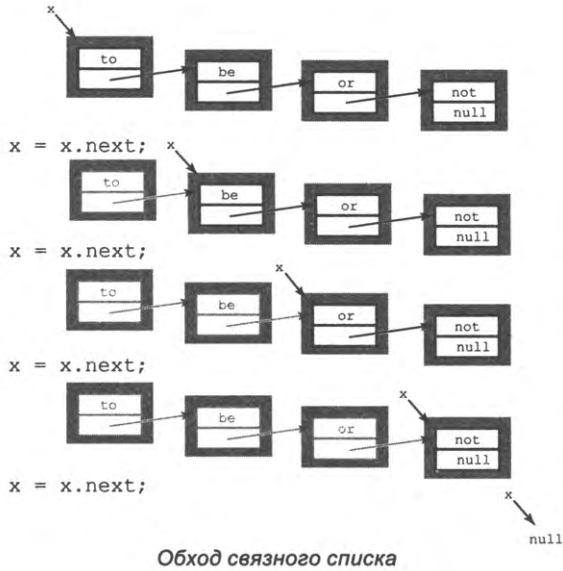 x
to
be
or
not
null
x = x.next;
x
to
be
or
not
null
x = x.next;
x
to
be
or
not
null
x = x.next;
x
to
be
or
not
null
x = x.next;
x
null
Обход связного списка